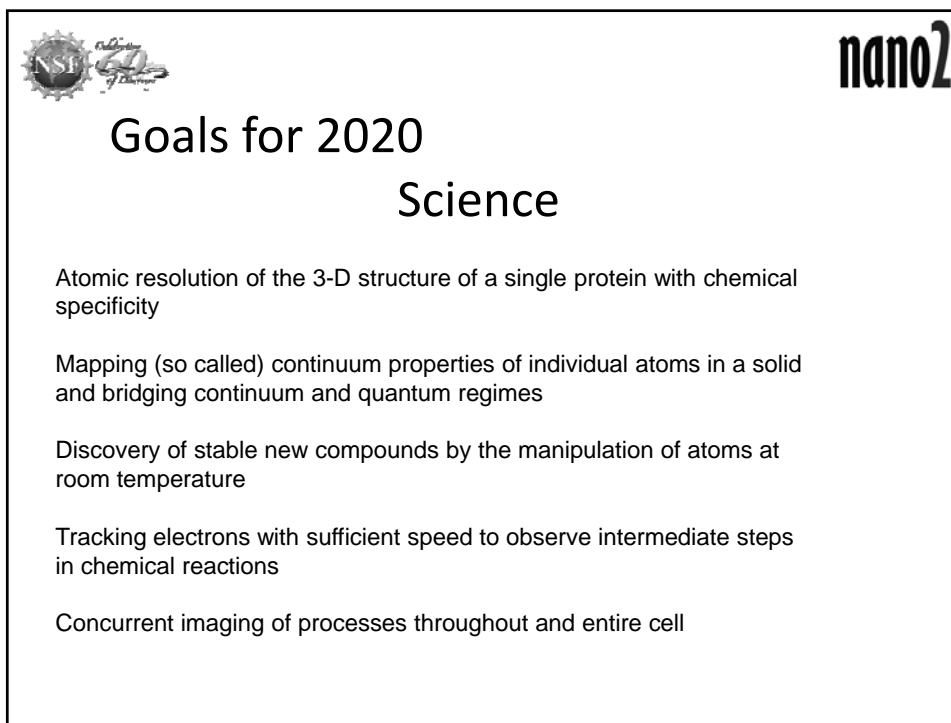 NSF
60
nano2
Goals for 2020
Science
Atomic resolution of the 3-D structure of a single protein with chemical
specificity
Mapping (so called) continuum properties of individual atoms in a solid
and bridging continuum and quantum regimes
Discovery of stable new compounds by the manipulation of atoms at
room temperature
Tracking electrons with sufficient speed to observe intermediate steps
in chemical reactions
Concurrent imaging of processes throughout and entire cell